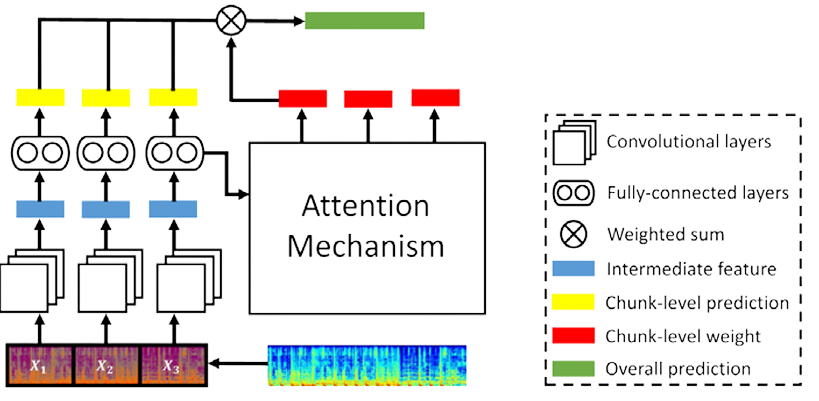 Attention
Mechanism
X1
X2
X3
Convolutional layers
Fully-connected layers
Weighted sum
Intermediate feature
Chunk-level prediction
Chunk-level weight
Overall prediction